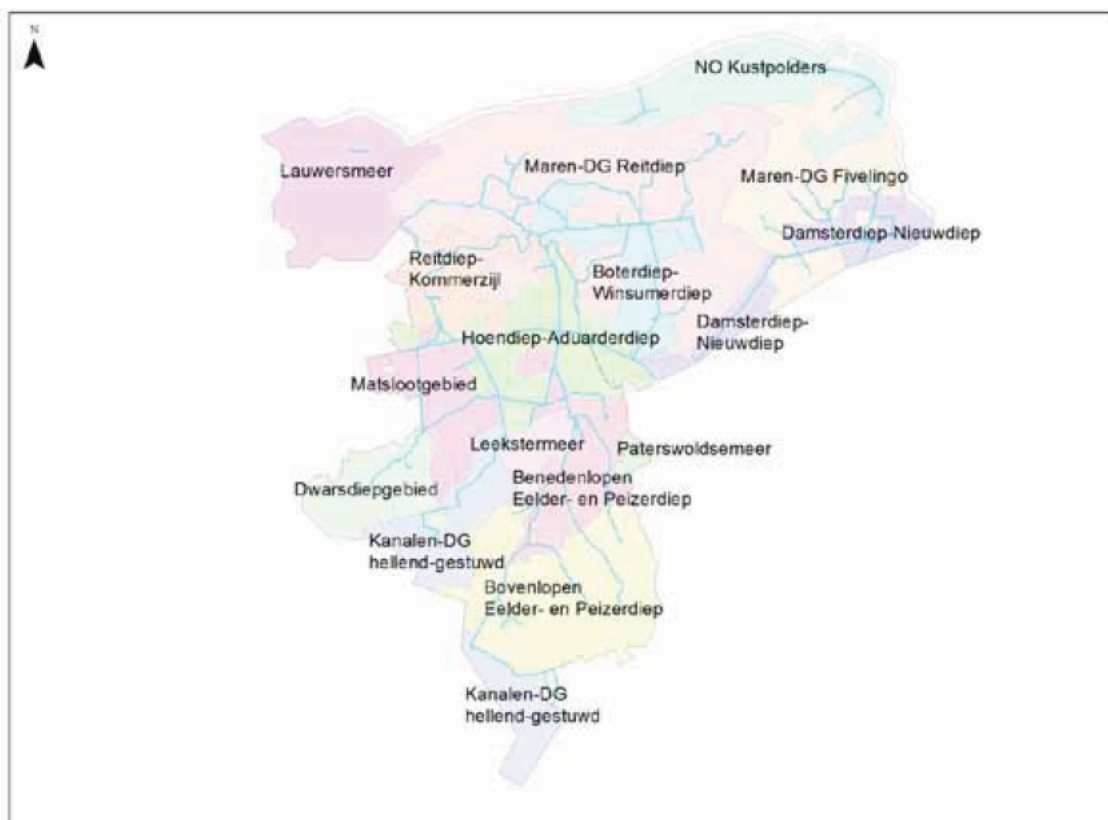 N
NO Kustpolders
Lauwersmeer
Maren-DG Reitdiep
Maren-DG Fivelingo
Damsterdiep-Nieuwdiep
Reitdiep-
Kommerzijl
Boterdiep-
Winsumerdiep
Damsterdiep-
Nieuwdiep
Hoendiep-Aduarderdiep
Matslootgebied
Leekstermeer
Paterswoldsemeer
Benedenlopen
Eelder- en Peizerdiep
Dwarsdiepgebied
Kanalen-DG
hellend-gestuwd
Bovenlopen
Eelder- en Peizerdiep
Kanalen-DG
hellend-gestuwd